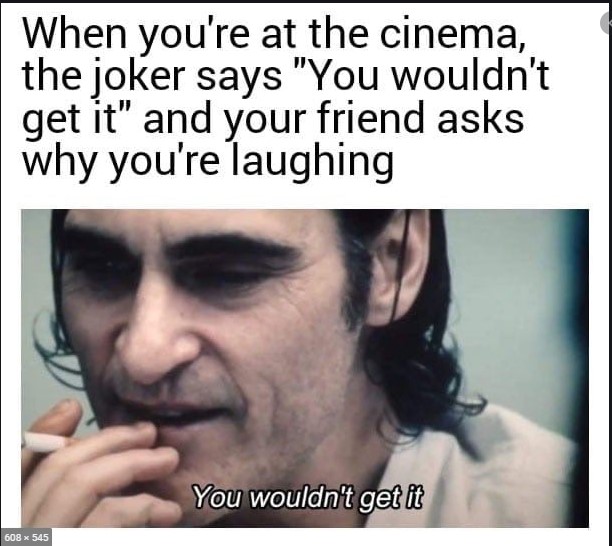 When you're at the cinema,
the joker says "You wouldn't
get it" and your friend asks
why you're laughing
You wouldn't get it
608 × 545